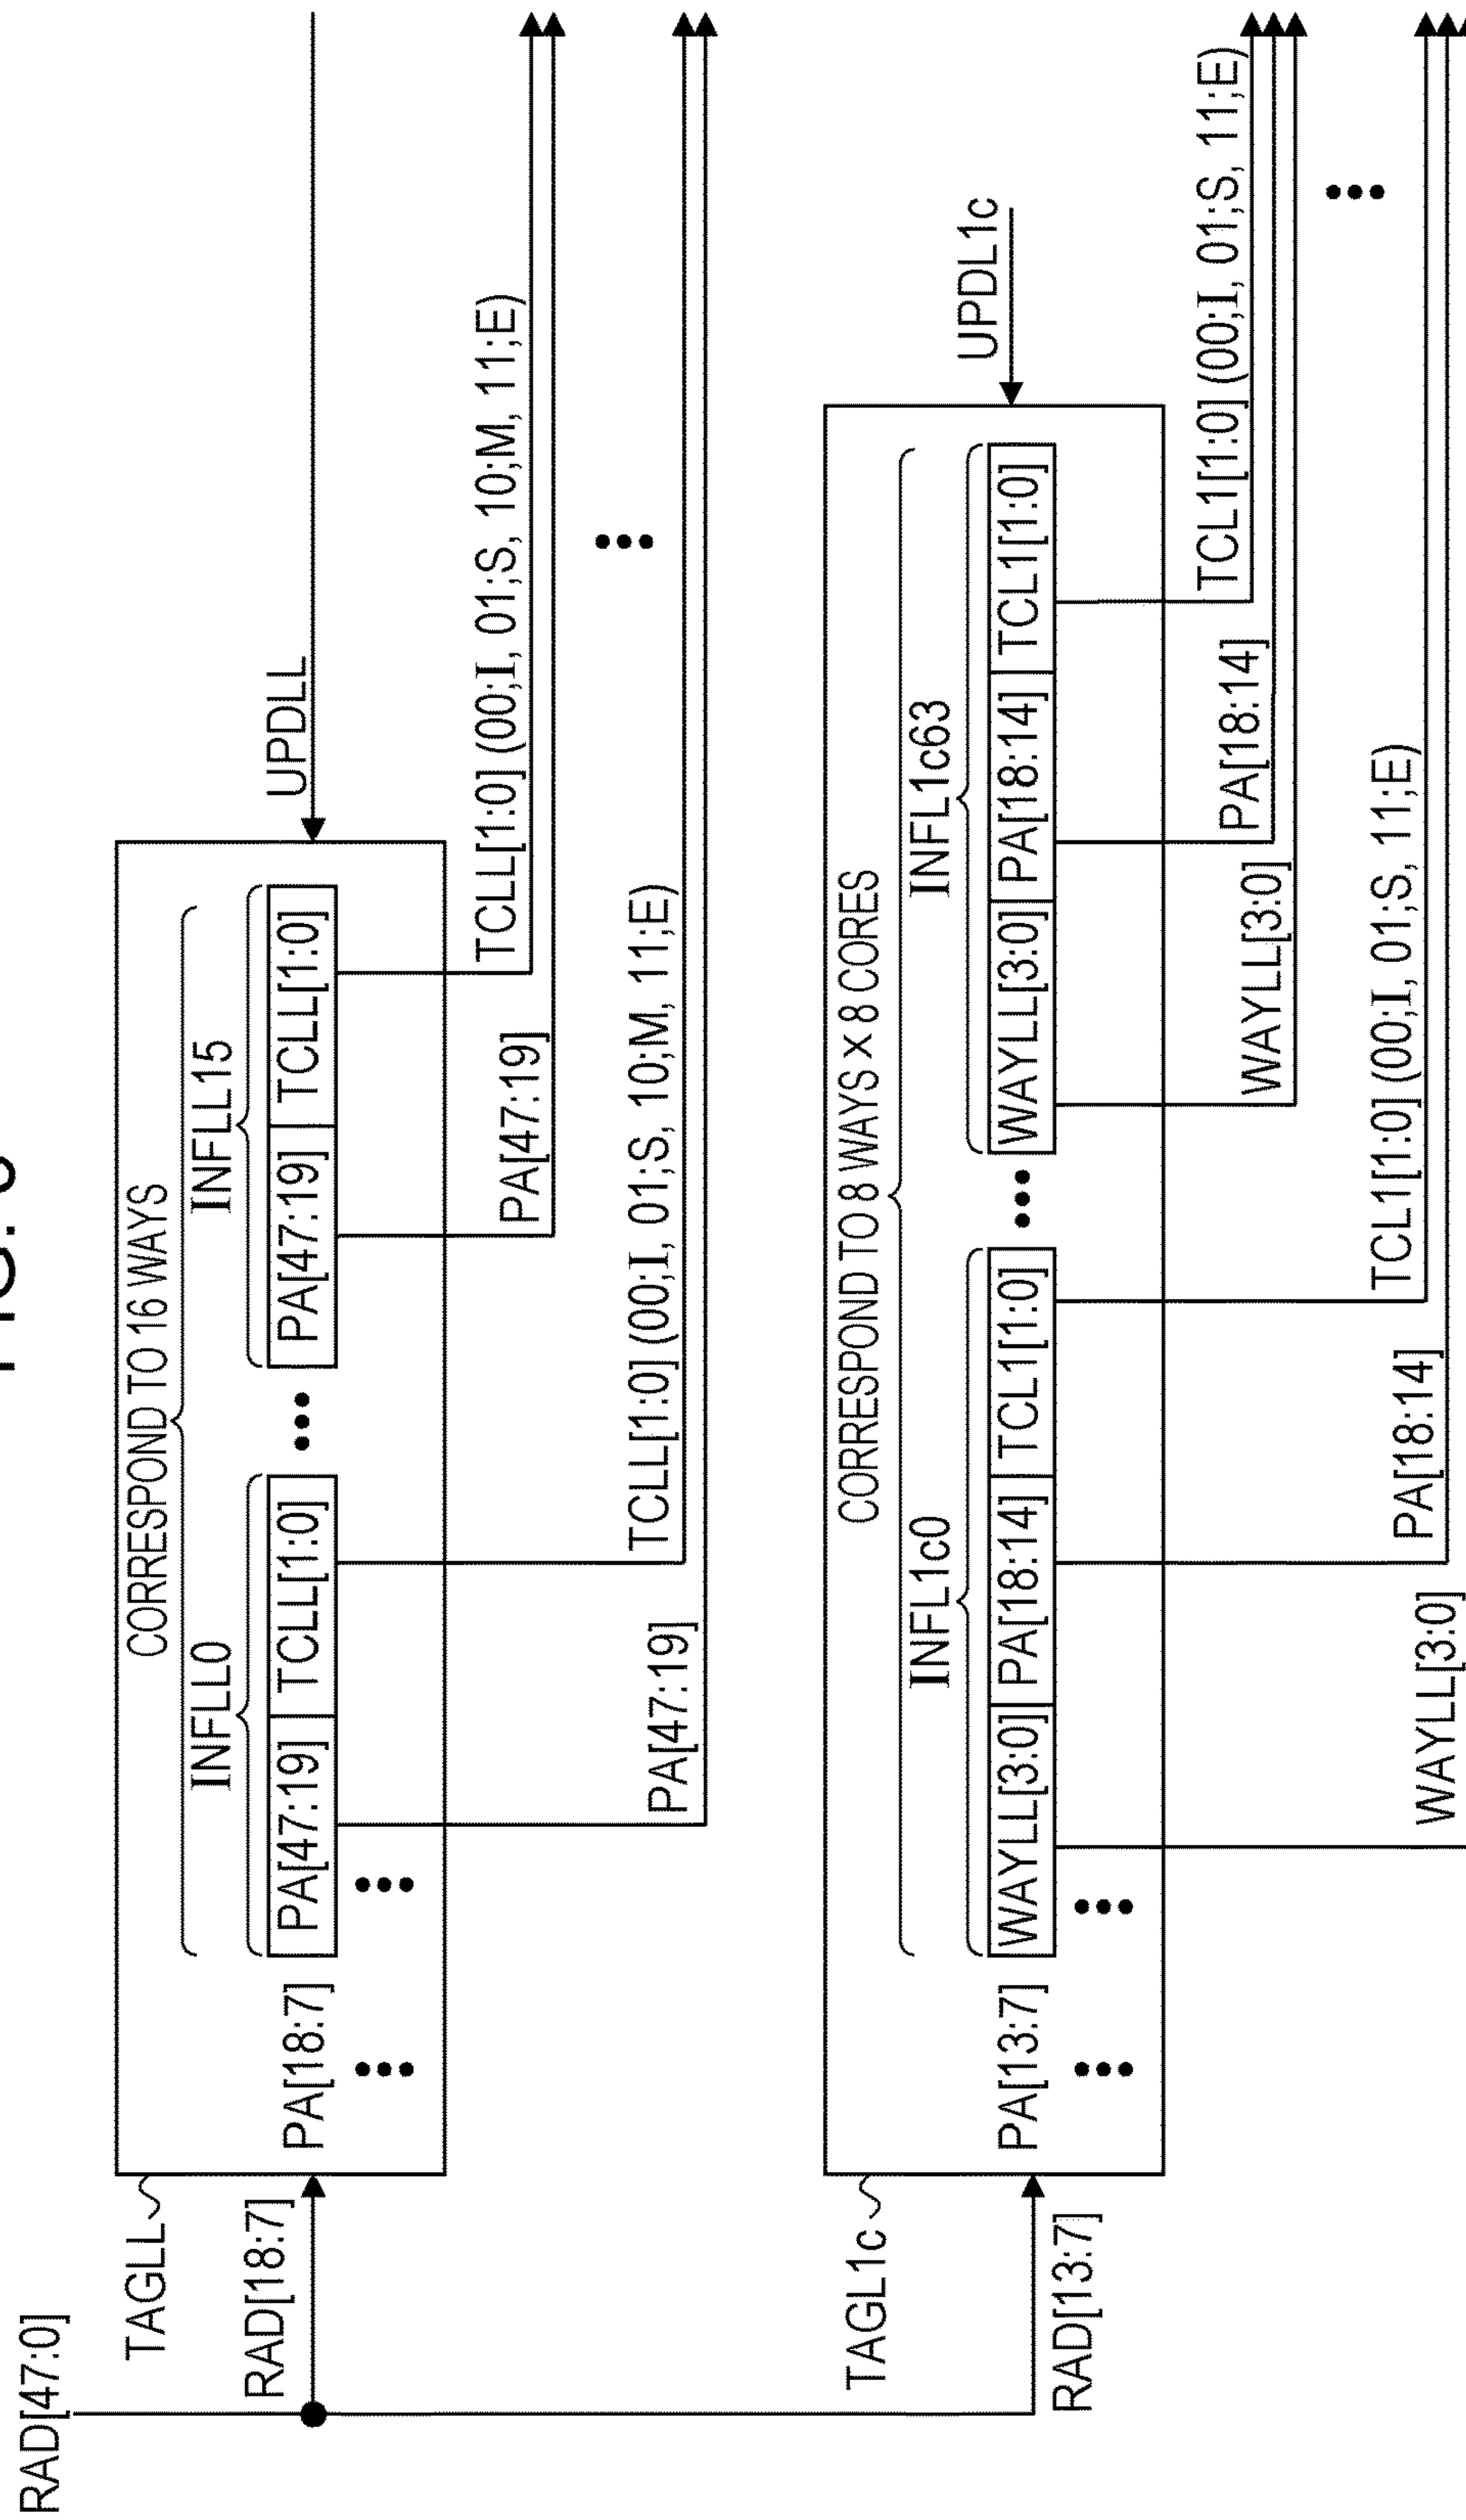 RAD[47:0]
TAGLL
RAD[18:7]
CORRESPOND TO 16 WAYS
INFLL0
INFLL15
UPDLL
PA[18:7]
PA[47:19] TCLL[1:0]
PA[47:19] TCLL[1:0]
TCLL[1:0] (00;I, 01;S, 10;M, 11;E)
PA[47:19]
TCLL[1:0] (00;I, 01;S, 10;M, 11;E)
PA[47:19]
TAGL1c
RAD[13:7]
CORRESPOND TO 8 WAYS x 8 CORES
INFL1c0
INFL1c63
UPDL1c
PA[13:7]
WAYLL[3:0] PA[18:14] TCL1[1:0]
WAYLL[3:0] PA[18:14] TCL1[1:0]
TCL1[1:0] (00;I, 01;S, 11;E)
PA[18:14]
WAYLL[3:0]
TCL1[1:0] (00;I, 01;S, 11;E)
PA[18:14]
WAYLL[3:0]